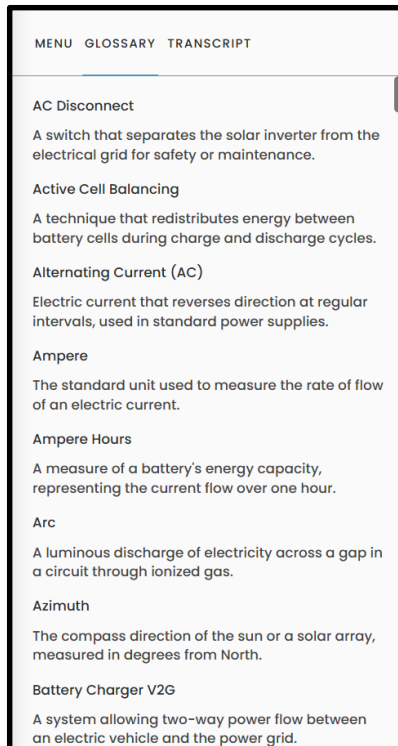 MENU GLOSSARY TRANSCRIPT
AC Disconnect
A switch that separates the solar inverter from the
electrical grid for safety or maintenance.
Active Cell Balancing
A technique that redistributes energy between
battery cells during charge and discharge cycles.
Alternating Current (AC)
Electric current that reverses direction at regular
intervals, used in standard power supplies.
Ampere
The standard unit used to measure the rate of flow
of an electric current.
Ampere Hours
A measure of a battery's energy capacity,
representing the current flow over one hour.
Arc
A luminous discharge of electricity across a gap in
a circuit through ionized gas.
Azimuth
The compass direction of the sun or a solar array,
measured in degrees from North.
Battery Charger V2G
A system allowing two-way power flow between
an electric vehicle and the power grid.